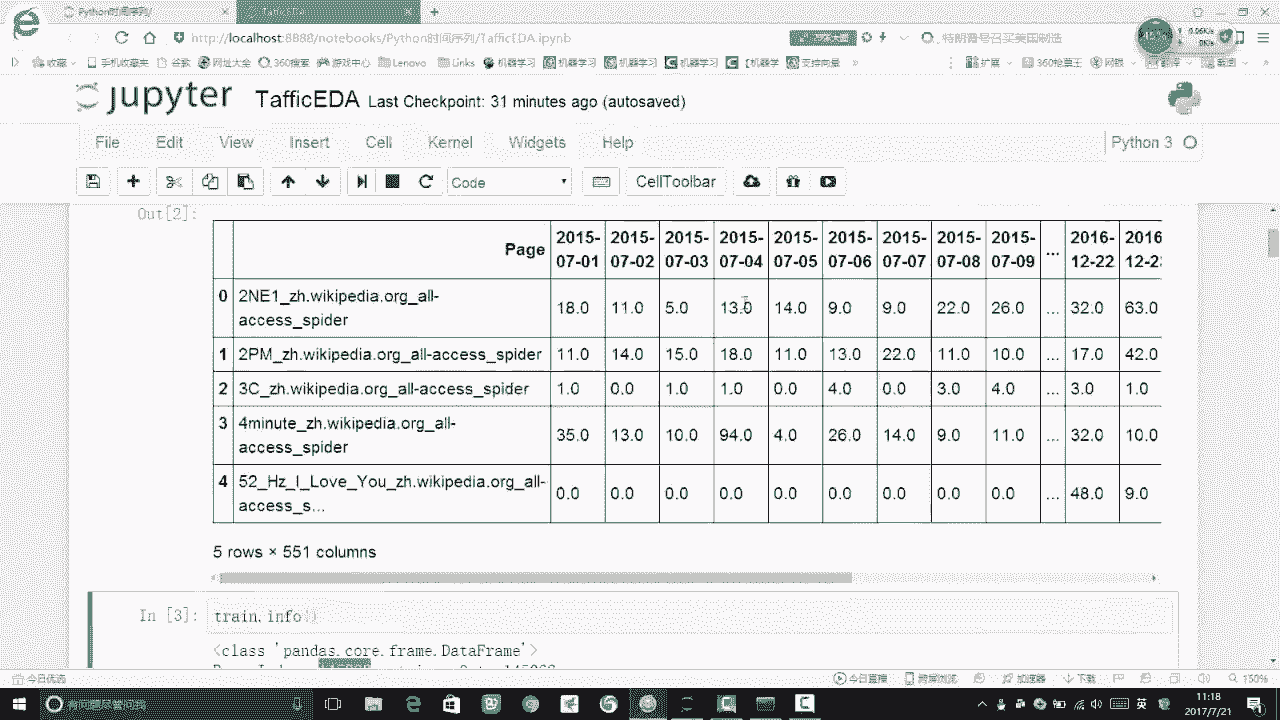 Python时间序列/
TafficEDA
http://localhost:8888/notebooks/Python时间序列/TafficEDA.ipynb
特朗普号召买美国制造
收藏 手机收藏夹 谷歌 网址大全 360搜索 游戏中心 Lenovo Links 机器学习 机器学习 机器学习 机器学习 【机器学 支持向量 » 扩展 网银
jupyter TafficEDA Last Checkpoint: 31 minutes ago (autosaved)
File Edit View Insert Cell Kernel Widgets Help Python 3
Code CellToolbar
Out[2]:
Page 2015-07-01 2015-07-02 2015-07-03 2015-07-04 2015-07-05 2015-07-06 2015-07-07 2015-07-08 2015-07-09 ... 2016-12-22 2016-12-2
0 2NE1_zh.wikipedia.org_all-access_spider 18.0 11.0 5.0 13.0 14.0 9.0 9.0 22.0 26.0 ... 32.0 63.0
1 2PM_zh.wikipedia.org_all-access_spider 11.0 14.0 15.0 18.0 11.0 13.0 22.0 11.0 10.0 ... 17.0 42.0
2 3C_zh.wikipedia.org_all-access_spider 1.0 0.0 1.0 1.0 0.0 4.0 0.0 3.0 4.0 ... 3.0 1.0
3 4minute_zh.wikipedia.org_all-access_spider 35.0 13.0 10.0 94.0 4.0 26.0 14.0 9.0 11.0 ... 32.0 10.0
4 52_Hz_I_Love_You_zh.wikipedia.org_all-access_s... 0.0 0.0 0.0 0.0 0.0 0.0 0.0 0.0 0.0 ... 48.0 9.0
5 rows × 551 columns
In [3]: train.info()
<class 'pandas.core.frame.DataFrame'>
今日优选 今日直播 跨屏浏览 加速器 下载 150%
英 11:18
2017/7/21